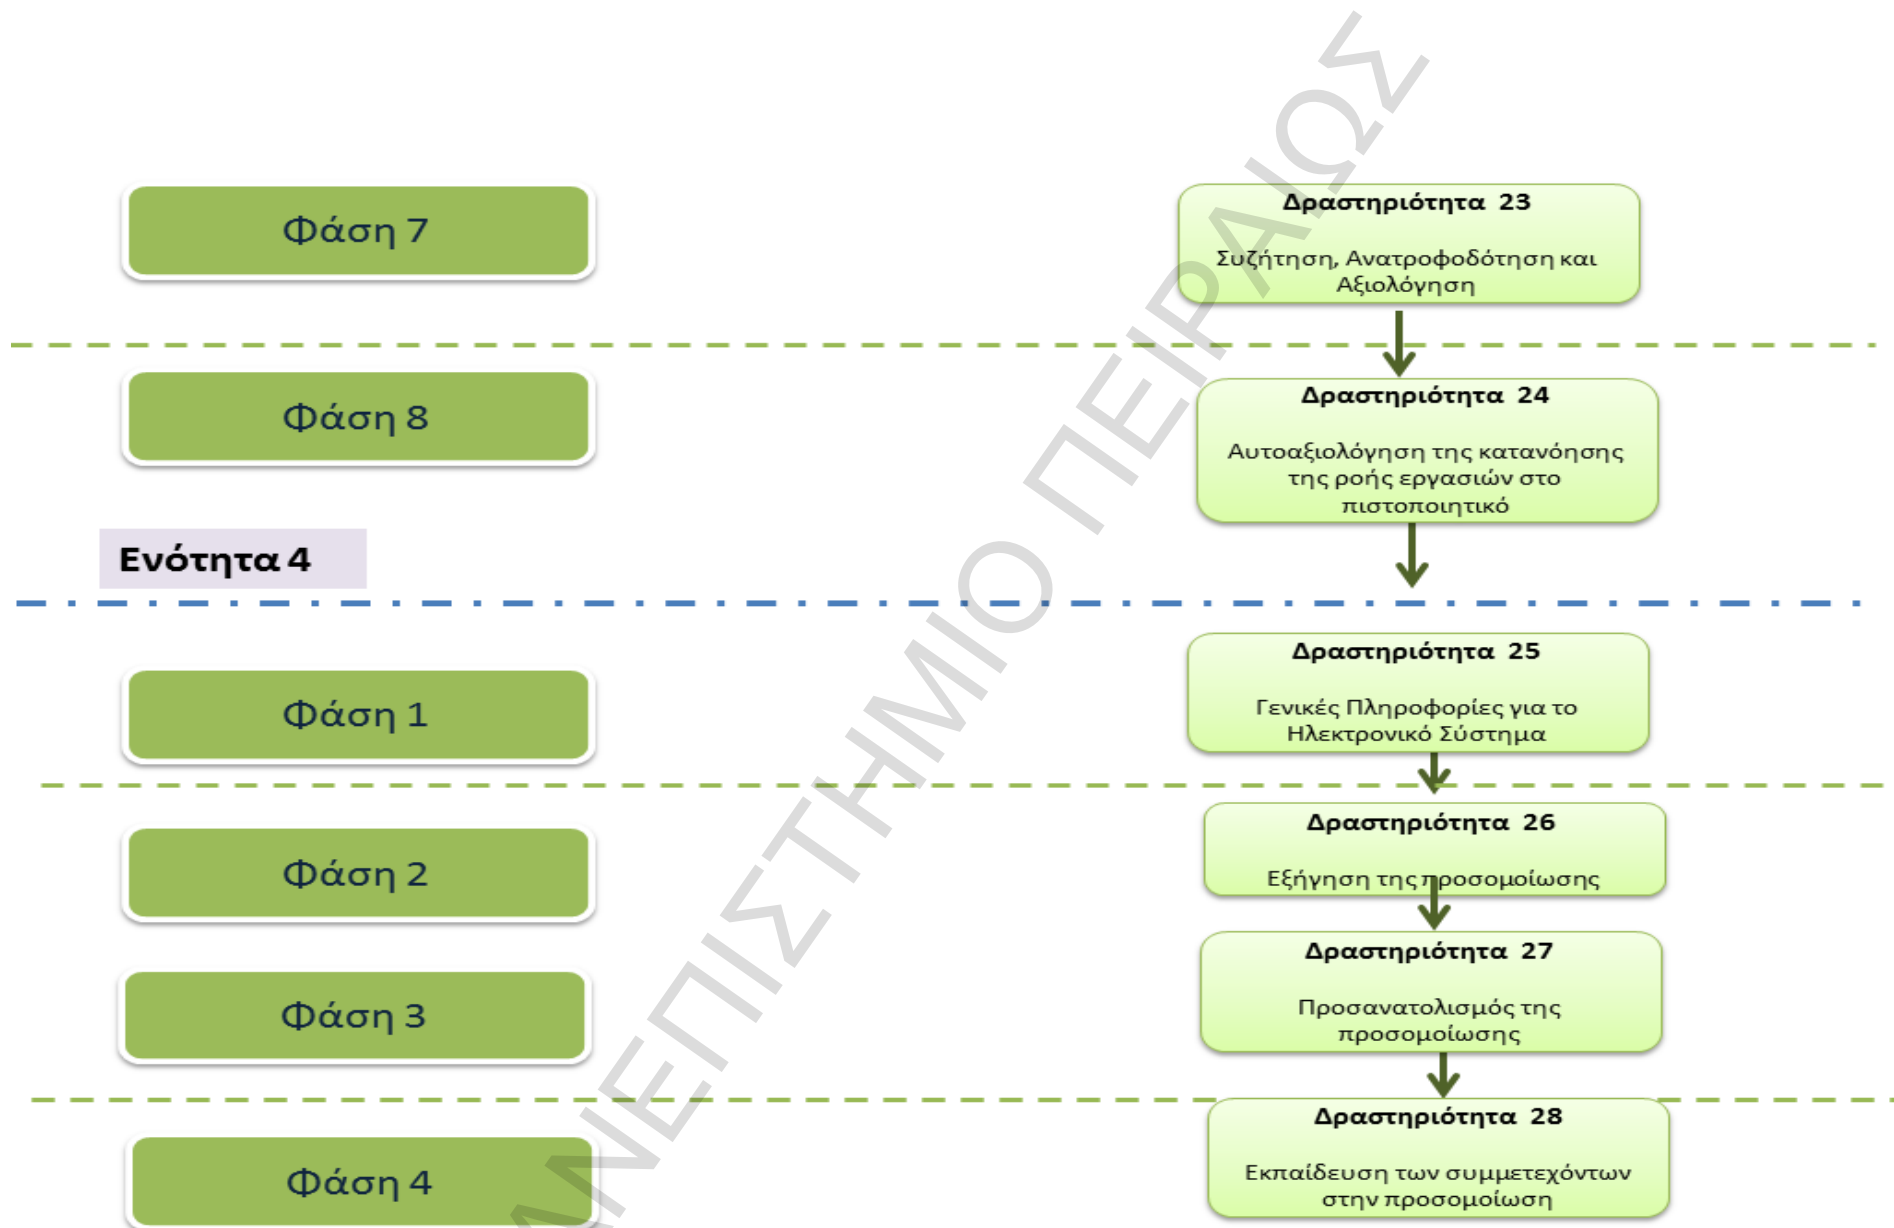 Φάση 7
Δραστηριότητα 23
Συζήτηση, Ανατροφοδότηση και
Αξιολόγηση
Φάση 8
Δραστηριότητα 24
Αυτοαξιολόγηση της κατανόησης
της ροής εργασιών στο
πιστοποιητικό
Ενότητα 4
Φάση 1
Δραστηριότητα 25
Γενικές Πληροφορίες για το
Ηλεκτρονικό Σύστημα
Φάση 2
Δραστηριότητα 26
Εξήγηση της προσομοίωσης
Φάση 3
Δραστηριότητα 27
Προσανατολισμός της
προσομοίωσης
Φάση 4
Δραστηριότητα 28
Εκπαίδευση των συμμετεχόντων
στην προσομοίωση
ΑΝΕΠΙΣΤΗΜΙΟ ΠΕΙΡΑΙΩΣ